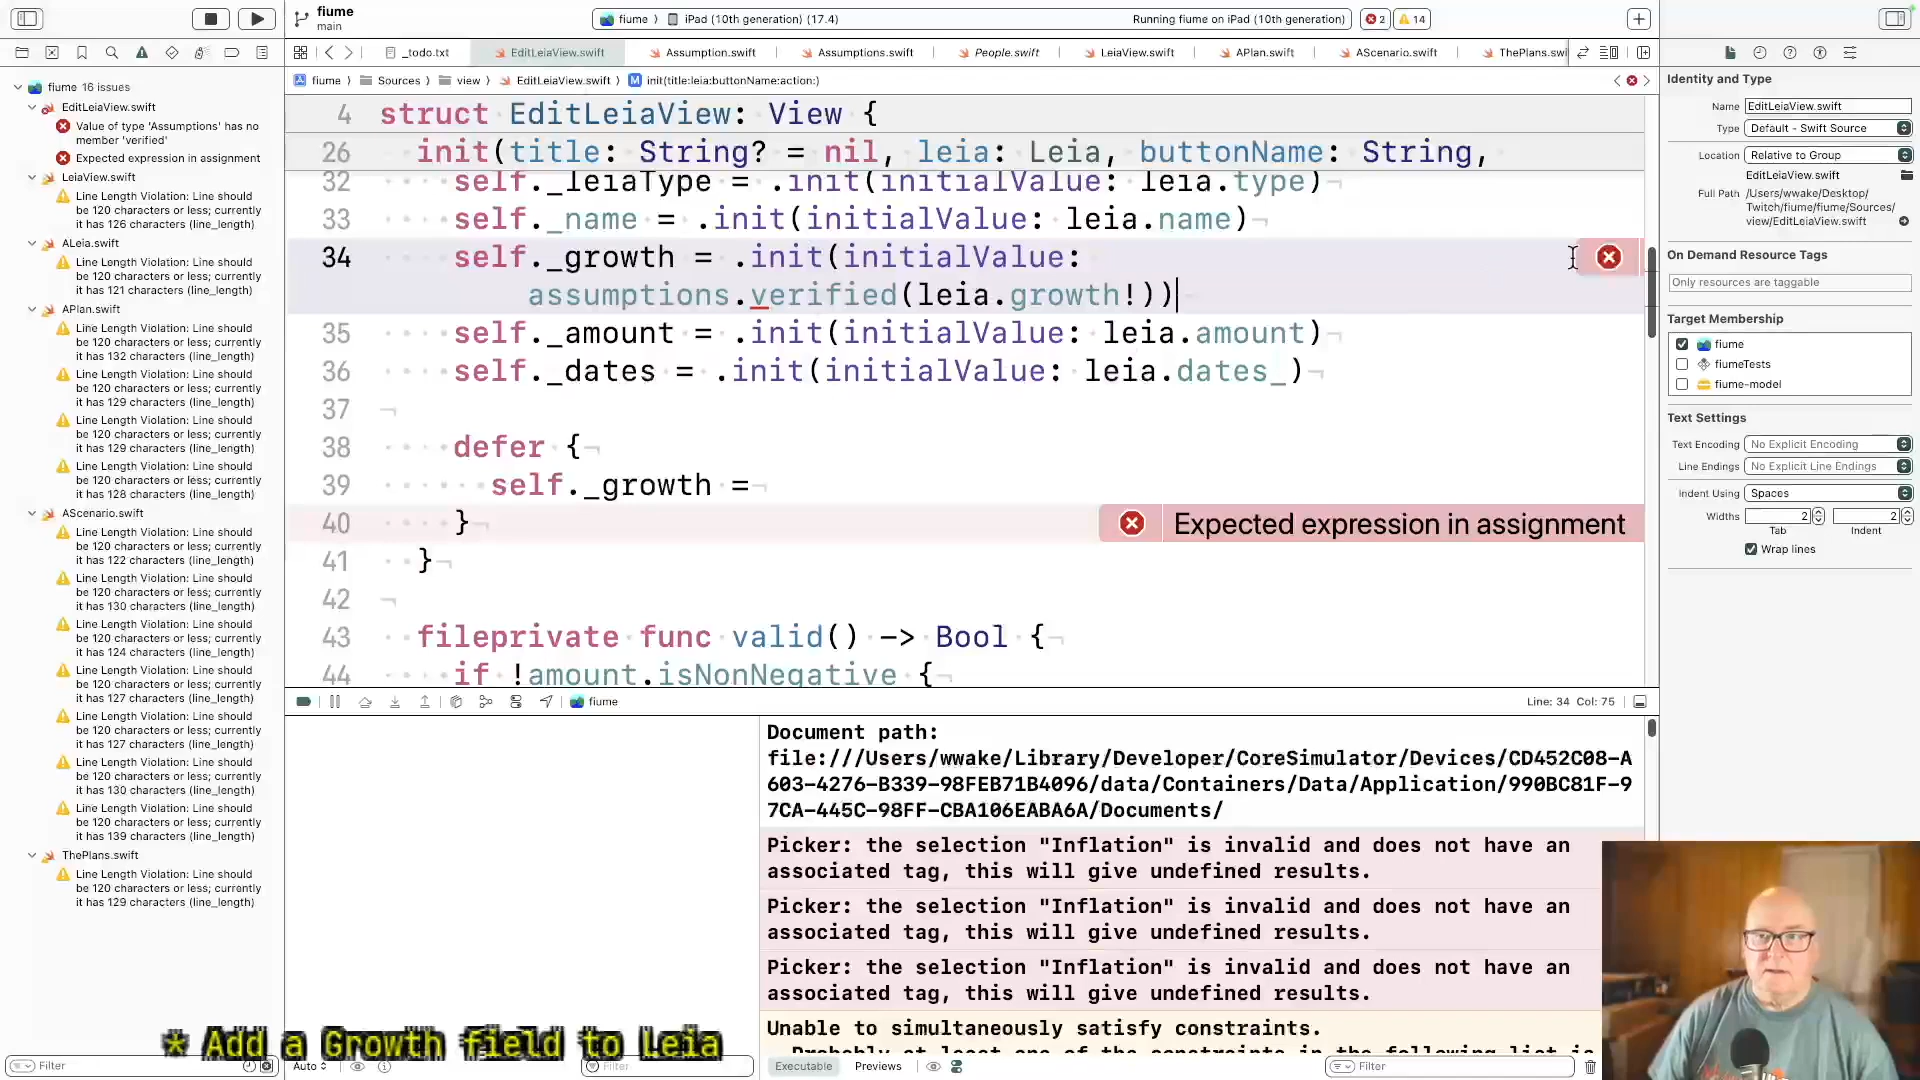 fiume
main
fiume 〉 iPad (10th generation) (17.4)
Running fiume on iPad (10th generation)
2
14
_todo.txt
EditLeiaView.swift
Assumption.swift
Assumptions.swift
People.swift
LeiaView.swift
APlan.swift
AScenario.swift
ThePlans.swi
fiume 〉 Sources 〉 view 〉 EditLeiaView.swift 〉 M init(title:leia:buttonName:action:)
fiume 16 issues
EditLeiaView.swift
Value of type 'Assumptions' has no
member 'verified'
Expected expression in assignment
LeiaView.swift
Line Length Violation: Line should
be 120 characters or less; currently
it has 126 characters (line_length)
ALeia.swift
Line Length Violation: Line should
be 120 characters or less; currently
it has 121 characters (line_length)
APlan.swift
Line Length Violation: Line should
be 120 characters or less; currently
it has 132 characters (line_length)
Line Length Violation: Line should
be 120 characters or less; currently
it has 129 characters (line_length)
Line Length Violation: Line should
be 120 characters or less; currently
it has 129 characters (line_length)
Line Length Violation: Line should
be 120 characters or less; currently
it has 128 characters (line_length)
AScenario.swift
Line Length Violation: Line should
be 120 characters or less; currently
it has 122 characters (line_length)
Line Length Violation: Line should
be 120 characters or less; currently
it has 130 characters (line_length)
Line Length Violation: Line should
be 120 characters or less; currently
it has 124 characters (line_length)
Line Length Violation: Line should
be 120 characters or less; currently
it has 127 characters (line_length)
Line Length Violation: Line should
be 120 characters or less; currently
it has 127 characters (line_length)
Line Length Violation: Line should
be 120 characters or less; currently
it has 130 characters (line_length)
Line Length Violation: Line should
be 120 characters or less; currently
it has 139 characters (line_length)
ThePlans.swift
Line Length Violation: Line should
be 120 characters or less; currently
it has 129 characters (line_length)
Filter
4 struct EditLeiaView: View {
26 init(title: String? = nil, leia: Leia, buttonName: String,
32 self._leiaType = .init(initialValue: leia.type)
33 self._name = .init(initialValue: leia.name)
34 self._growth = .init(initialValue:
assumptions.verified(leia.growth!))
35 self._amount = .init(initialValue: leia.amount)
36 self._dates = .init(initialValue: leia.dates_)
37
38 defer {
39 self._growth =
40 }
Expected expression in assignment
41 }
42
43 fileprivate func valid() -> Bool {
44 if !amount.isNonNegative {
fiume
Line: 34 Col: 75
Document path:
file:///Users/wwake/Library/Developer/CoreSimulator/Devices/CD452C08-A
603-4276-B339-98FEB71B4096/data/Containers/Data/Application/990BC81F-9
7CA-445C-98FF-CBA106EABA6A/Documents/
Picker: the selection "Inflation" is invalid and does not have an
associated tag, this will give undefined results.
Picker: the selection "Inflation" is invalid and does not have an
associated tag, this will give undefined results.
Picker: the selection "Inflation" is invalid and does not have an
associated tag, this will give undefined results.
Unable to simultaneously satisfy constraints.
Auto
Filter
Executable
Previews
Filter
* Add a Growth field to Leia
Identity and Type
Name EditLeiaView.swift
Type Default - Swift Source
Location Relative to Group
EditLeiaView.swift
Full Path /Users/wwake/Desktop/
Twitch/fiume/fiume/Sources/
view/EditLeiaView.swift
On Demand Resource Tags
Only resources are taggable
Target Membership
fiume
fiumeTests
fiume-model
Text Settings
Text Encoding No Explicit Encoding
Line Endings No Explicit Line Endings
Indent Using Spaces
Widths 2 2
Tab Indent
Wrap lines